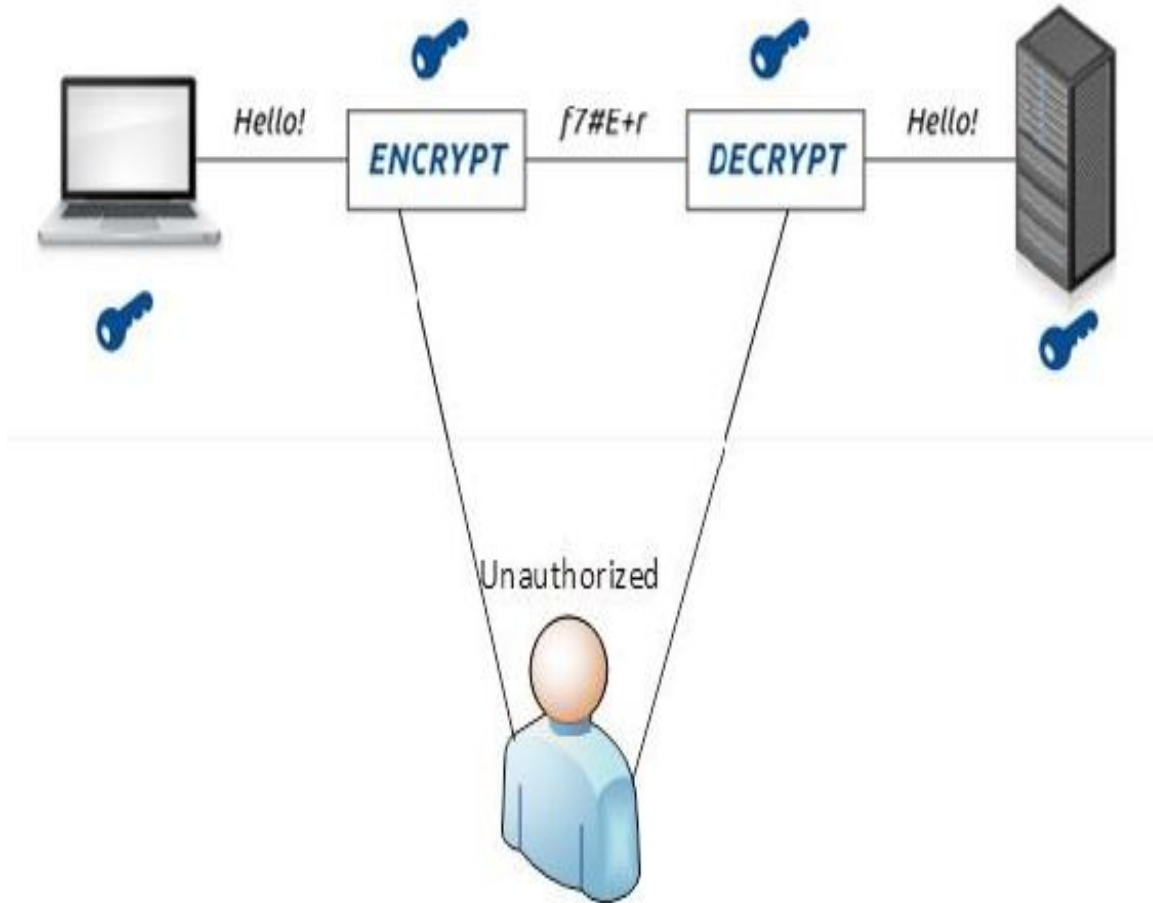 Hello!
ENCRYPT
f7#E+r
DECRYPT
Hello!
Unauthorized